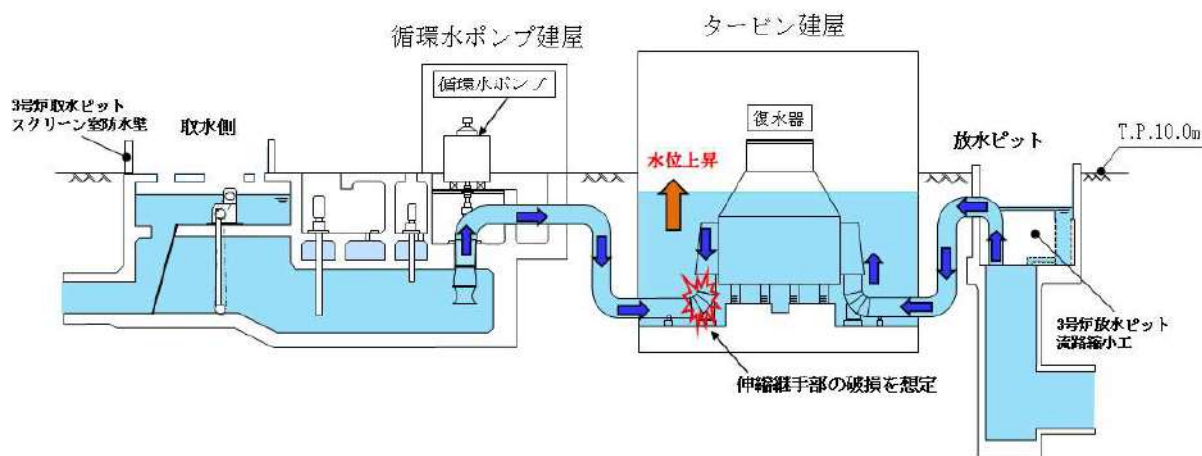 循環水ポンプ建屋
タービン建屋
循環水ポンプ
復水器
3号炉取水ピット
スクリーン室防水壁
取水側
水位上昇
放水ピット
T.P.10.0m
3号炉放水ピット
流路縮小工
伸縮継手部の破損を想定